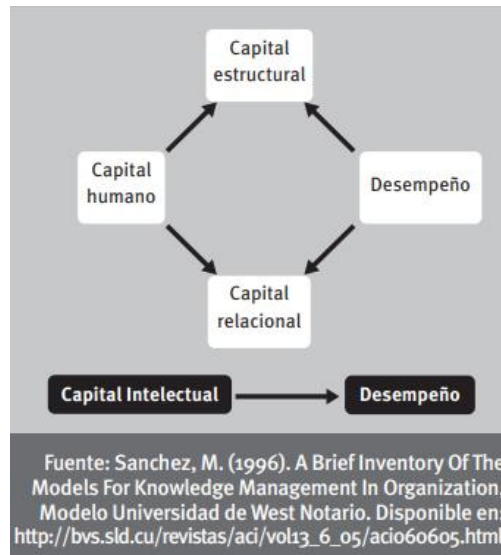 Capital
estructural
Capital
humano
Desempeño
Capital
relacional
Capital Intelectual
Desempeño
Fuente: Sanchez, M. (1996). A Brief Inventory Of The
Models For Knowledge Management In Organization,
Modelo Universidad de West Notario. Disponible en:
http://bvs.sld.cu/revistas/aci/vol13_6_05/aci060605.htm